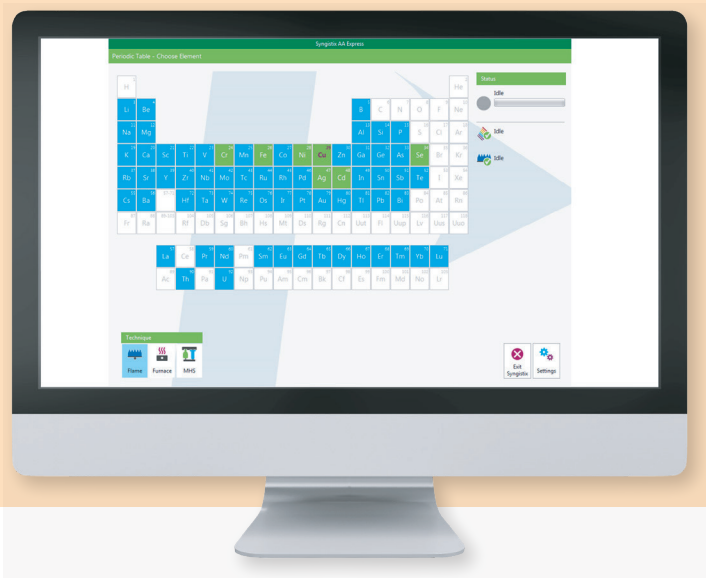 Syngistix AA Express
Periodic Table - Choose Element
Status
H He
Idle
Li Be B C N O F Ne
Na Mg Al Si P S Cl Ar
Idle
K Ca Sc Ti V Cr Mn Fe Co Ni Cu Zn Ga Ge As Se Br Kr
Idle
Rb Sr Y Zr Nb Mo Tc Ru Rh Pd Ag Cd In Sn Sb Te I Xe
Cs Ba Hf Ta W Re Os Ir Pt Au Hg Tl Pb Bi Po At Rn
Fr Ra Rf Db Sg Bh Hs Mt Ds Rg Cn Uut Fl Uup Lv Uus Uuo
La Ce Pr Nd Pm Sm Eu Gd Tb Dy Ho Er Tm Yb Lu
Ac Th Pa U Np Pu Am Cm Bk Cf Es Fm Md No Lr
Technique
Flame Furnace MHS
Exit
Syngistix
Settings